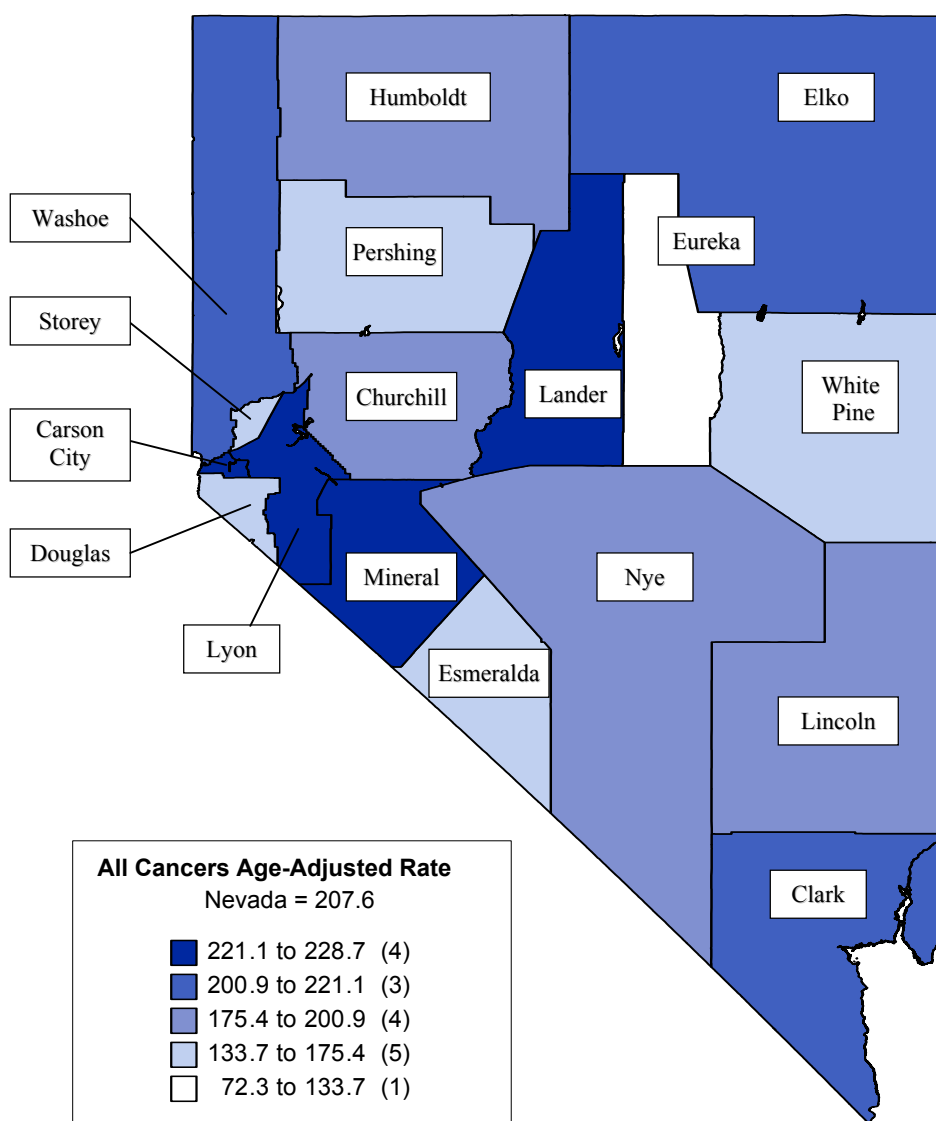 Humboldt
Elko
Washoe
Eureka
Pershing
Storey
Churchill
Lander
White
Pine
Carson
City
Douglas
Mineral
Nye
Lyon
Esmeralda
Lincoln
All Cancers Age-Adjusted Rate
Nevada = 207.6
Clark
221.1 to 228.7 (4)
200.9 to 221.1 (3)
175.4 to 200.9 (4)
133.7 to 175.4 (5)
72.3 to 133.7 (1)